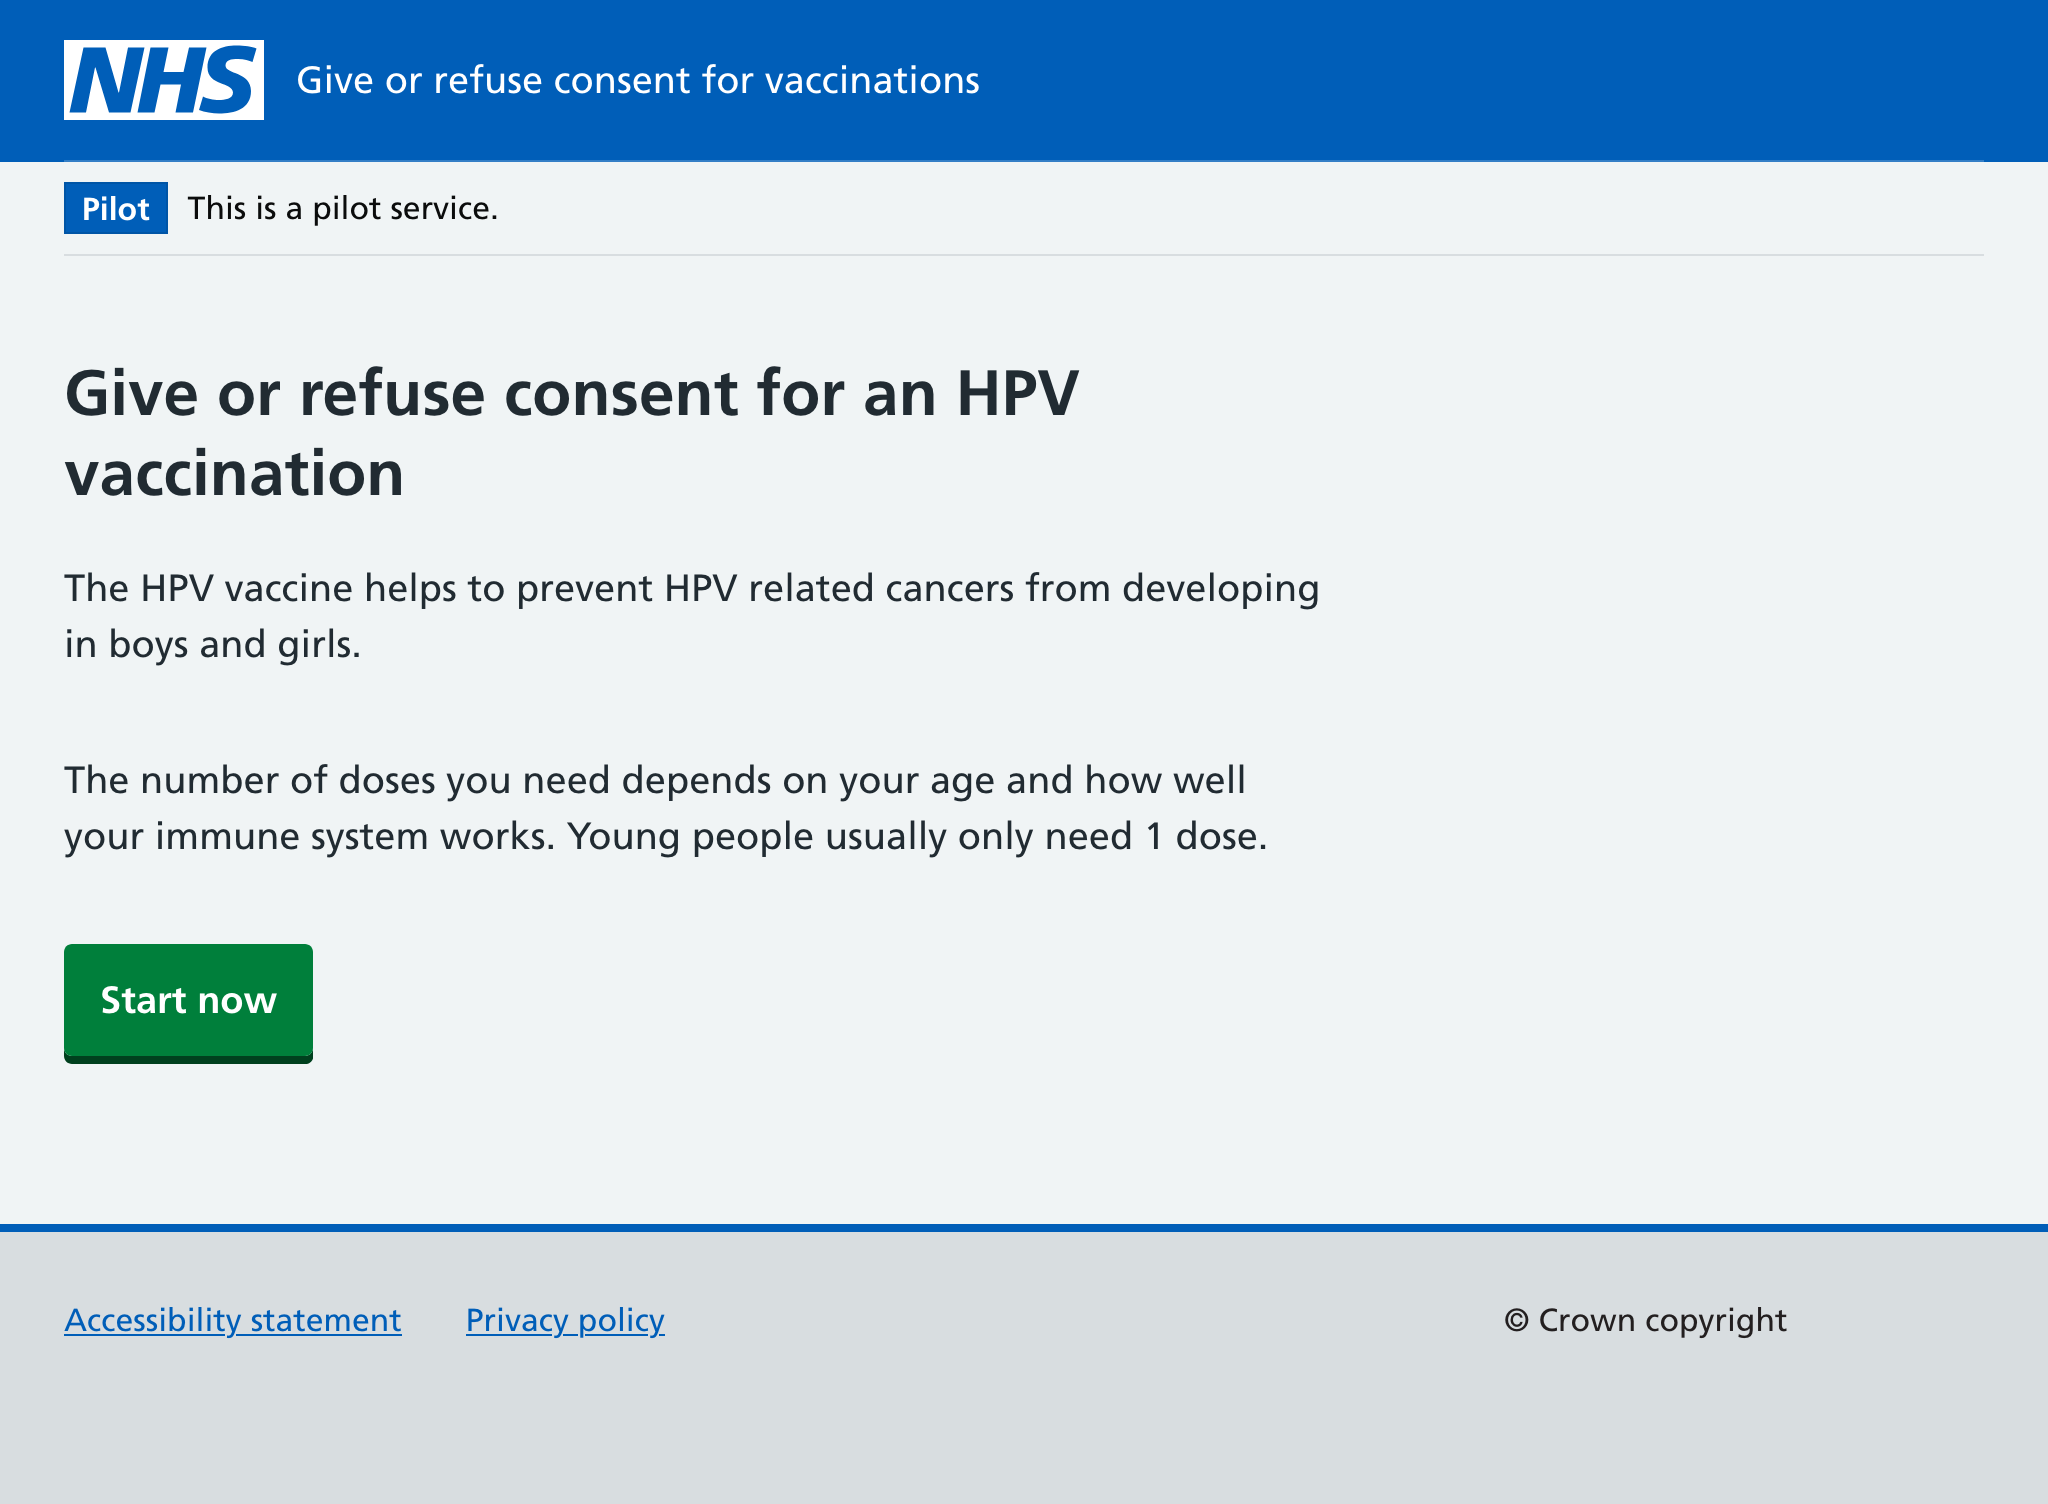 NHS
Give or refuse consent for vaccinations
Pilot
This is a pilot service.
Give or refuse consent for an HPV
vaccination
The HPV vaccine helps to prevent HPV related cancers from developing
in boys and girls.
The number of doses you need depends on your age and how well
your immune system works. Young people usually only need 1 dose.
Start now
Accessibility statement
Privacy policy
© Crown copyright